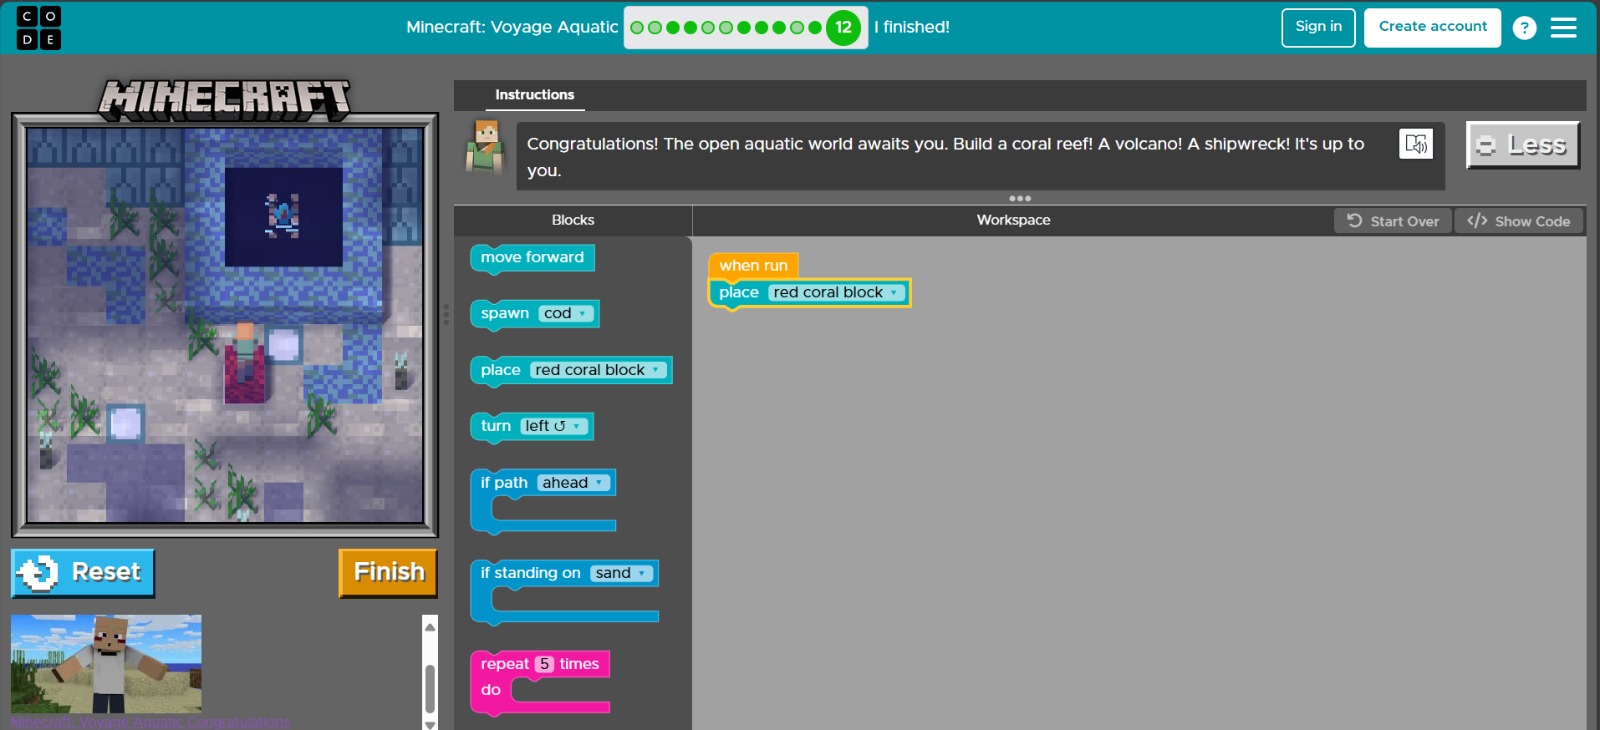 C O
D E
Minecraft: Voyage Aquatic
12
I finished!
Sign in
Create account
?
MINECRAFT
Instructions
Congratulations! The open aquatic world awaits you. Build a coral reef! A volcano! A shipwreck! It's up to
you.
Less
Blocks
Workspace
Start Over
</> Show Code
move forward
spawn cod
place red coral block
turn left ↺
if path ahead
if standing on sand
repeat 5 times
do
when run
place red coral block
Reset
Finish
Minecraft: Voyage Aquatic Congratulations